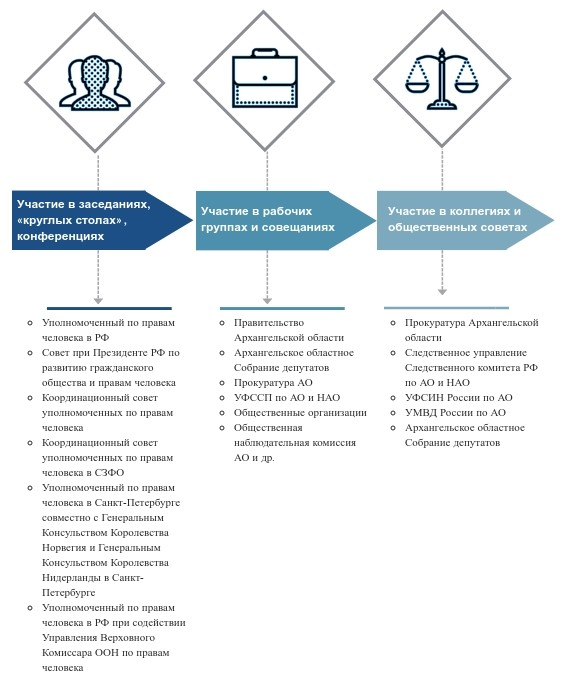 Участие в заседаниях,
«круглых столах» ,
конференциях
Участие в рабочих
группах и совещаниях
Участие в коллегиях и
общественных советах
Уполномоченный по правам
человека в РФ
Совет при Президенте РФ по
развитию гражданского
общества и правам человека
Координационный совет
уполномоченных по правам
человека
Координационный совет
уполномоченных по правам
человека в СЗФО
Уполномоченный по правам
человека в Санкт-Петербурге
совместно с Генеральным
Консульством Королевства
Норвегия и Генеральным
Консульством Королевства
Нидерланды в Санкт-
Петербурге
Уполномоченный по правам
человека в РФ при содействии
Управления Верховного
Комиссара ООН по правам
человека
Правительство
Архангельской области
Архангельское областное
Собрание депутатов
Прокуратура АО
УФССП по АО и НАО
Общественные организации
Общественная
наблюдательная комиссия
АО и др.
Прокуратура Архангельской
области
Следственное управление
Следственного комитета РФ
по АО и НАО
УФСИН России по АО
УМВД России по АО
Архангельское областное
Собрание депутатов